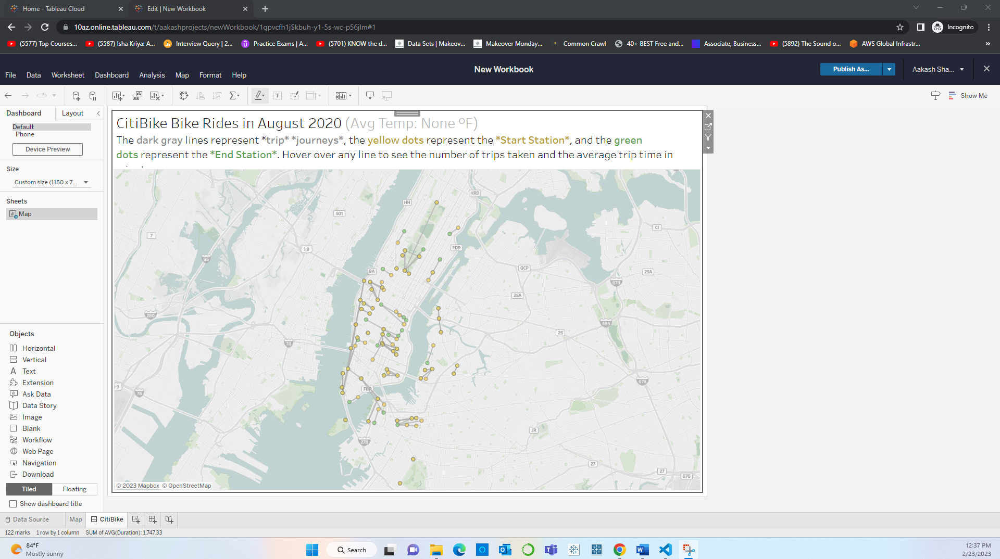 Home - Tableau Cloud
Edit | New Workbook
10az.online.tableau.com/t/aakashprojects/newWorkbook/1gpvcfh1j$kbuh-y1-5s-wc-p56jlm#1
Incognito
(5577) Top Courses...
(5587) Isha Kriya: A...
Interview Query | 2...
Practice Exams | A...
(5701) KNOW the d...
Data Sets | Makeov...
Makeover Monday...
Common Crawl
40+ BEST Free and...
Associate, Business...
(5892) The Sound o...
AWS Global Infrastr...
New Workbook
Publish As...
Aakash Sha...
File Data Worksheet Dashboard Analysis Map Format Help
Show Me
Dashboard
Layout
Default
Phone
Device Preview
Size
Custom size (1150 x 7...
Sheets
Map
Objects
Horizontal
Vertical
Text
Extension
Ask Data
Data Story
Image
Blank
Workflow
Web Page
Navigation
Download
Tiled
Floating
Show dashboard title
CitiBike Bike Rides in August 2020 (Avg Temp: None ºF)
The dark gray lines represent *trip* *journeys*, the yellow dots represent the *Start Station*, and the green
dots represent the *End Station*. Hover over any line to see the number of trips taken and the average trip time in
HRD
HH
501
CI
7
1-9
FDR
95
GCP
9A
25A
678
25A
280
495
25
78
678
1-9
78
FDR
JR
278
27
27
878
© 2023 Mapbox © OpenStreetMap
Data Source
Map
CitiBike
122 marks
1 row by 1 column
SUM of AVG(Duration): 1,747.33
84°F
Mostly sunny
Search
12:37 PM
2/23/2023